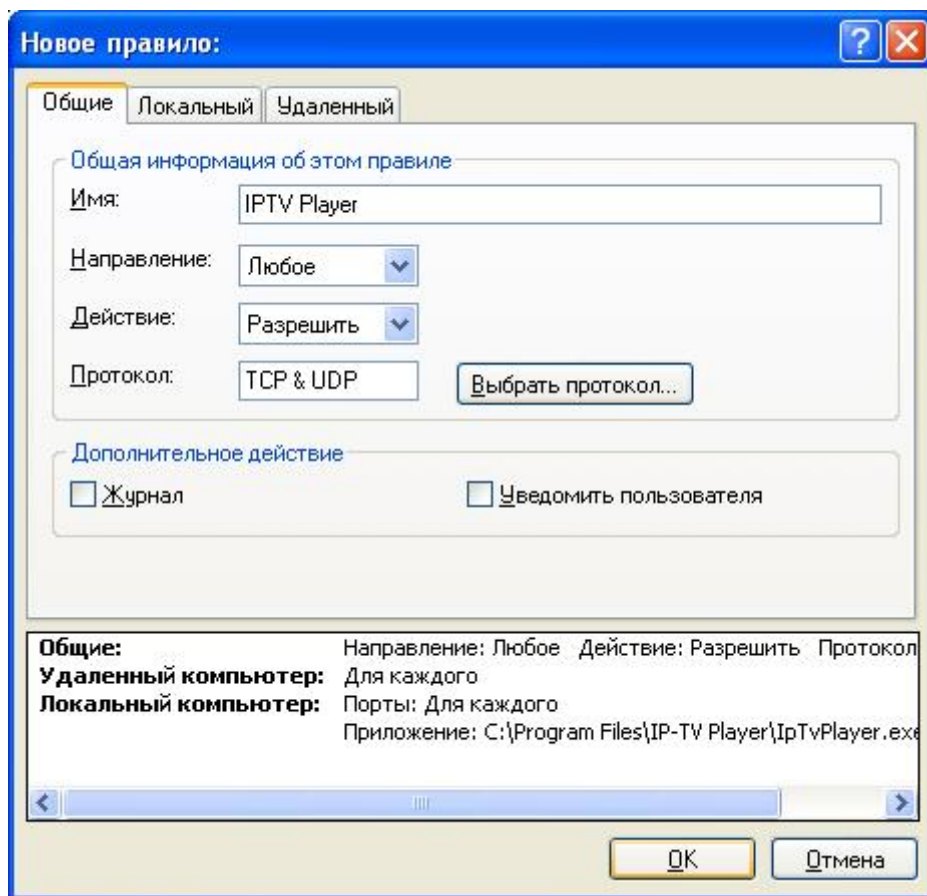 Новое правило:
Общие Локальный Удаленный
Общая информация об этом правиле
Имя: IPTV Player
Направление: Любое
Действие: Разрешить
Протокол: TCP & UDP Выбрать протокол...
Дополнительное действие
Журнал Уведомить пользователя
Общие: Направление: Любое Действие: Разрешить Протокол
Удаленный компьютер: Для каждого
Локальный компьютер: Порты: Для каждого
Приложение: C:\Program Files\IP-TV Player\IpTvPlayer.exe
OK Отмена